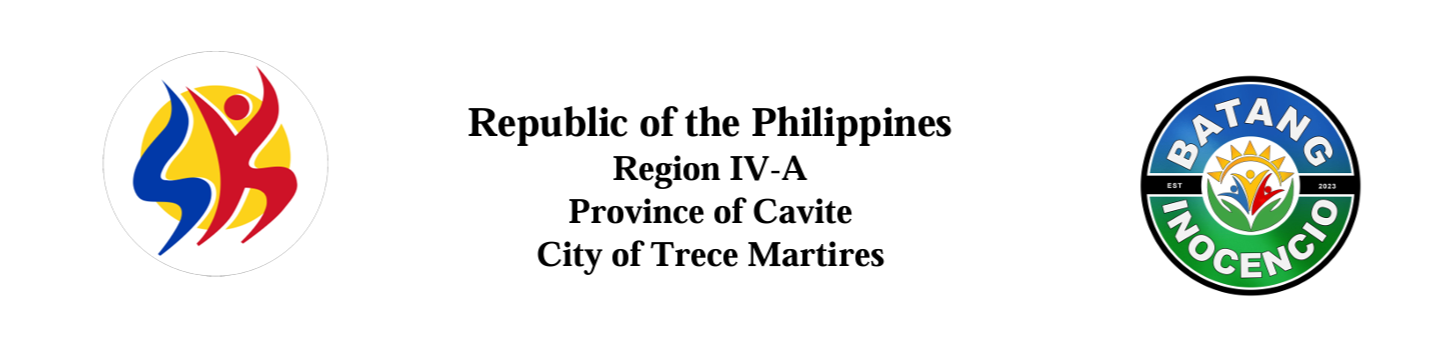 Republic of the Philippines
Region IV-A
Province of Cavite
City of Trece Martires
BATANG
EST 2023
INOCENCIO